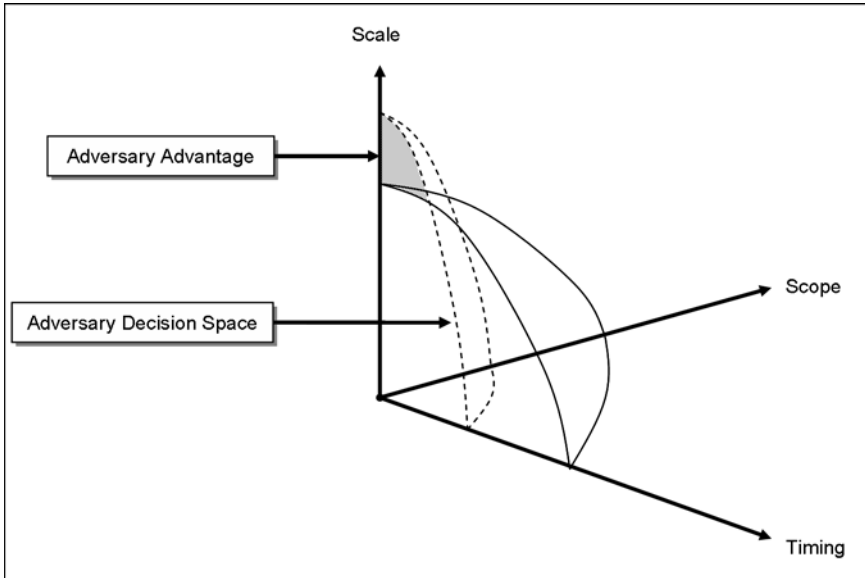 Scale
Adversary Advantage
Scope
Adversary Decision Space
Timing